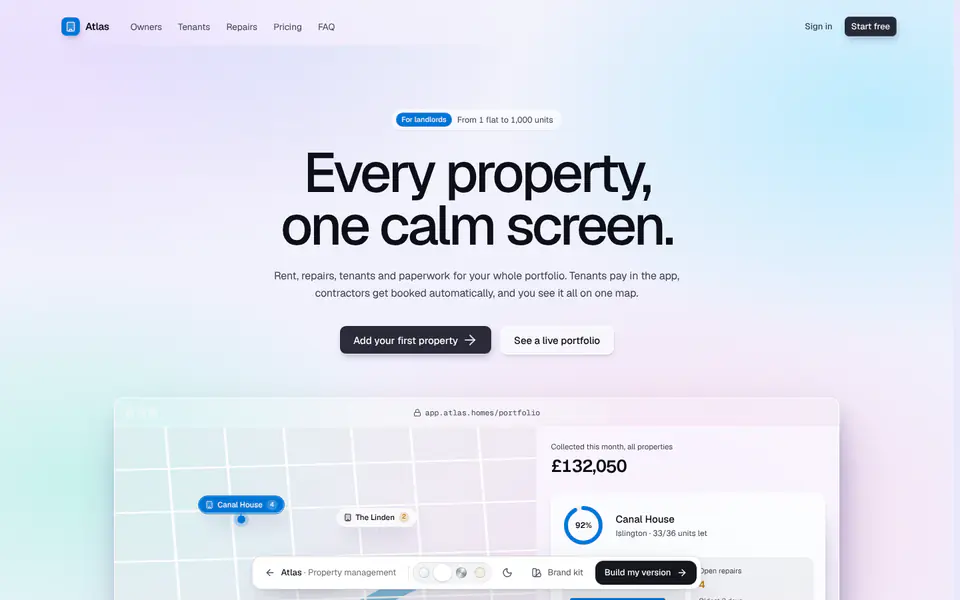 Atlas
Owners
Tenants
Repairs
Pricing
FAQ
Sign in
Start free
For landlords From 1 flat to 1,000 units
Every property,
one calm screen.
Rent, repairs, tenants and paperwork for your whole portfolio. Tenants pay in the app,
contractors get booked automatically, and you see it all on one map.
Add your first property
See a live portfolio
app.atlas.homes/portfolio
Collected this month, all properties
£132,050
Canal House 4
The Linden 2
92%
Canal House
Islington · 33/36 units let
Open repairs
4
Atlas · Property management
Brand kit
Build my version